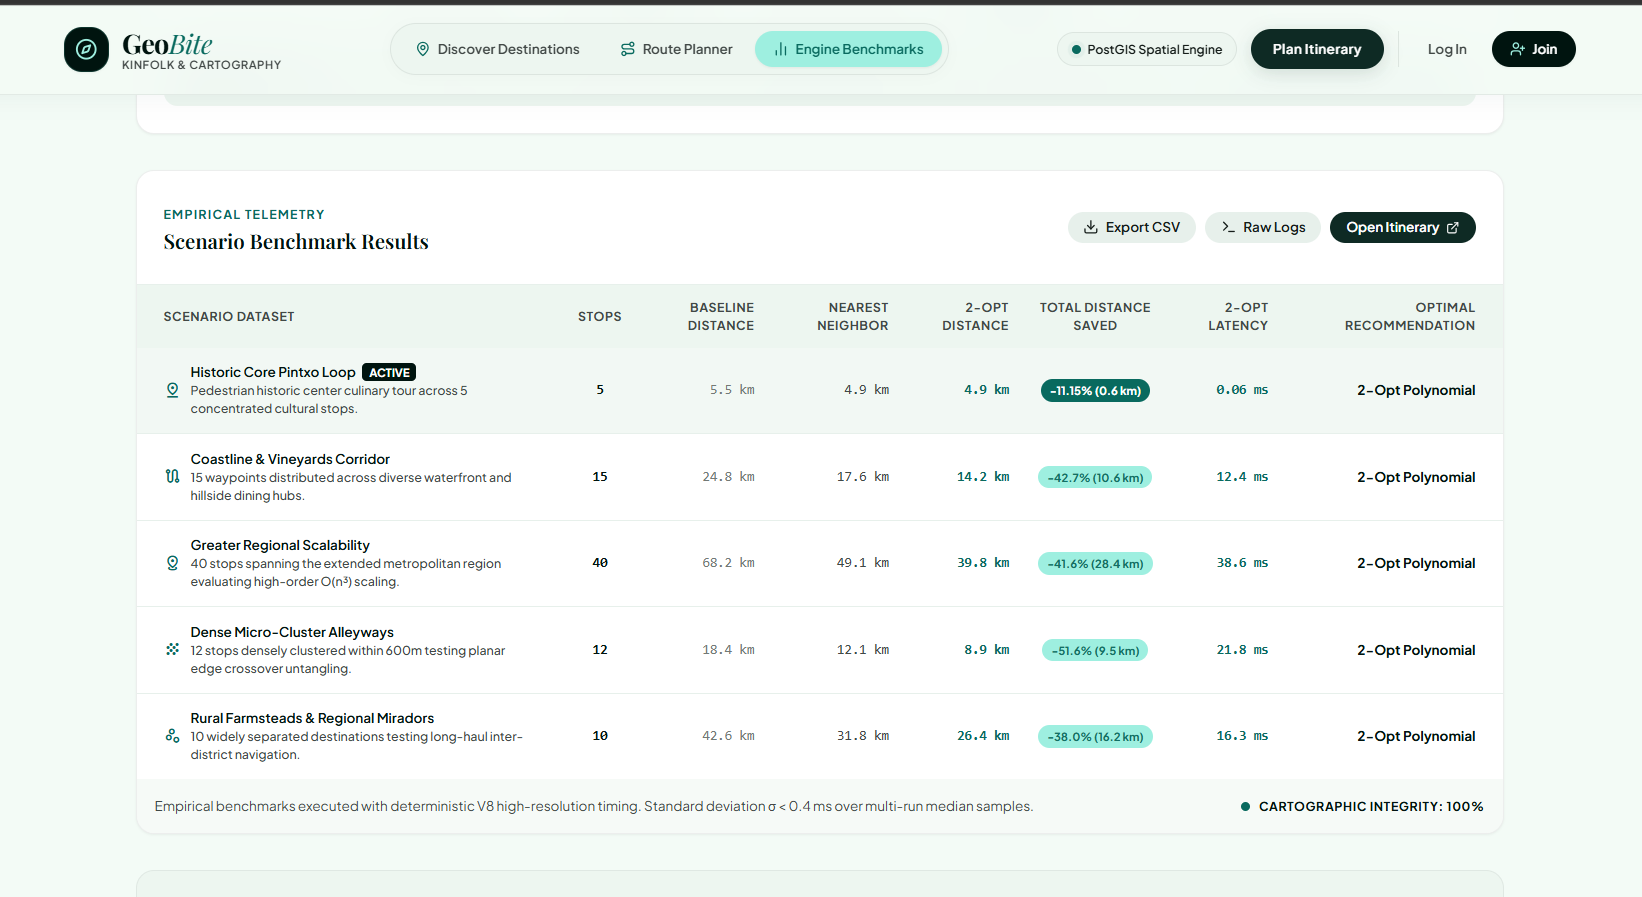 GeoBite
KINFOLK & CARTOGRAPHY
Discover Destinations
Route Planner
Engine Benchmarks
PostGIS Spatial Engine
Plan Itinerary
Log In
Join
EMPIRICAL TELEMETRY
Scenario Benchmark Results
Export CSV
Raw Logs
Open Itinerary
SCENARIO DATASET
STOPS
BASELINE
DISTANCE
NEAREST
NEIGHBOR
2-OPT
DISTANCE
TOTAL DISTANCE
SAVED
2-OPT
LATENCY
OPTIMAL
RECOMMENDATION
Historic Core Pintxo Loop ACTIVE
Pedestrian historic center culinary tour across 5
concentrated cultural stops.
5
5.5 km
4.9 km
4.9 km
-11.15% (0.6 km)
0.06 ms
2-Opt Polynomial
Coastline & Vineyards Corridor
15 waypoints distributed across diverse waterfront and
hillside dining hubs.
15
24.8 km
17.6 km
14.2 km
-42.7% (10.6 km)
12.4 ms
2-Opt Polynomial
Greater Regional Scalability
40 stops spanning the extended metropolitan region
evaluating high-order O(n³) scaling.
40
68.2 km
49.1 km
39.8 km
-41.6% (28.4 km)
38.6 ms
2-Opt Polynomial
Dense Micro-Cluster Alleyways
12 stops densely clustered within 600m testing planar
edge crossover untangling.
12
18.4 km
12.1 km
8.9 km
-51.6% (9.5 km)
21.8 ms
2-Opt Polynomial
Rural Farmsteads & Regional Miradors
10 widely separated destinations testing long-haul inter-
district navigation.
10
42.6 km
31.8 km
26.4 km
-38.0% (16.2 km)
16.3 ms
2-Opt Polynomial
Empirical benchmarks executed with deterministic V8 high-resolution timing. Standard deviation σ < 0.4 ms over multi-run median samples.
CARTOGRAPHIC INTEGRITY: 100%